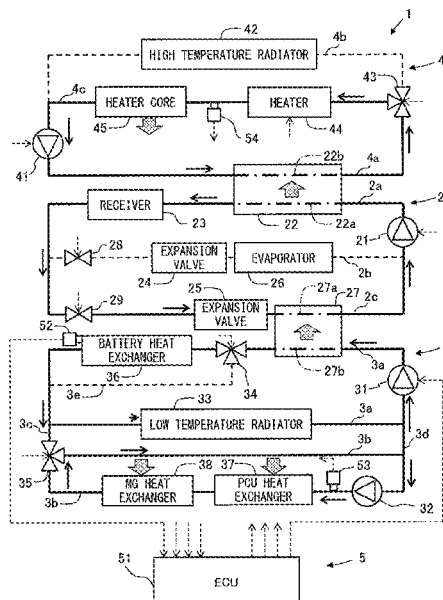 42
1
HIGH TEMPERATURE RADIATOR
4b
4
43
4c
HEATER CORE
HEATER
45
54
44
41
22b
4a
2a
2
RECEIVER
23
22
22a
21
28
EXPANSION VALVE
EVAPORATOR
24
26
2b
25
27a
27
29
EXPANSION VALVE
2c
52
BATTERY HEAT EXCHANGER
36
34
27b
3a
31
3e
33
3c
LOW TEMPERATURE RADIATOR
3a
3b
3d
35
38
37
53
MG HEAT EXCHANGER
PCU HEAT EXCHANGER
3b
32
51
ECU
5